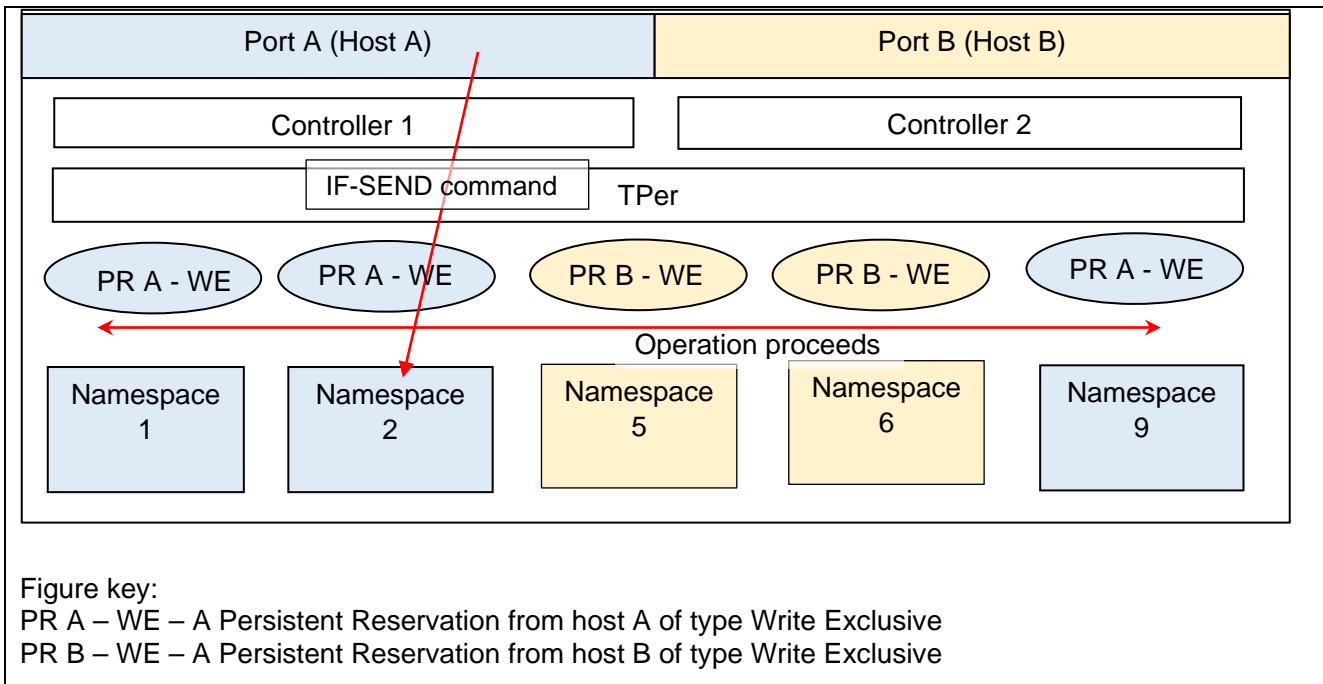 Port A (Host A)
Port B (Host B)
Controller 1
Controller 2
IF-SEND command
TPer
PR A - WE
PR A - WE
PR B - WE
PR B - WE
PR A - WE
Operation proceeds
Namespace
1
Namespace
2
Namespace
5
Namespace
6
Namespace
9
Figure key:
PR A – WE – A Persistent Reservation from host A of type Write Exclusive
PR B – WE – A Persistent Reservation from host B of type Write Exclusive